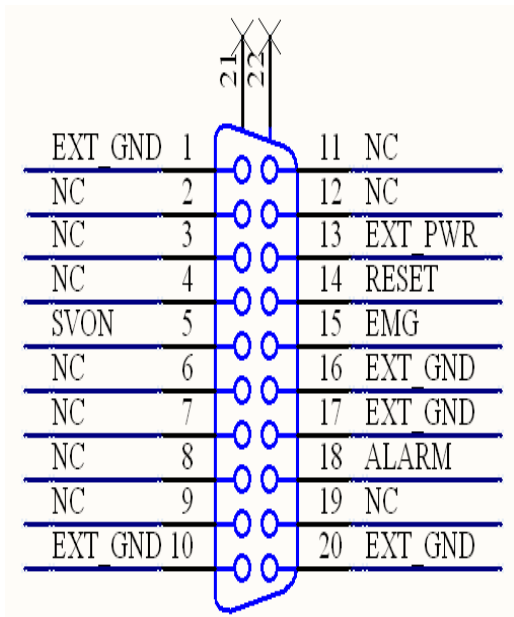 21 22
EXT_GND 1 11 NC
NC 2 12 NC
NC 3 13 EXT_PWR
NC 4 14 RESET
SVON 5 15 EMG
NC 6 16 EXT_GND
NC 7 17 EXT_GND
NC 8 18 ALARM
NC 9 19 NC
EXT_GND 10 20 EXT_GND